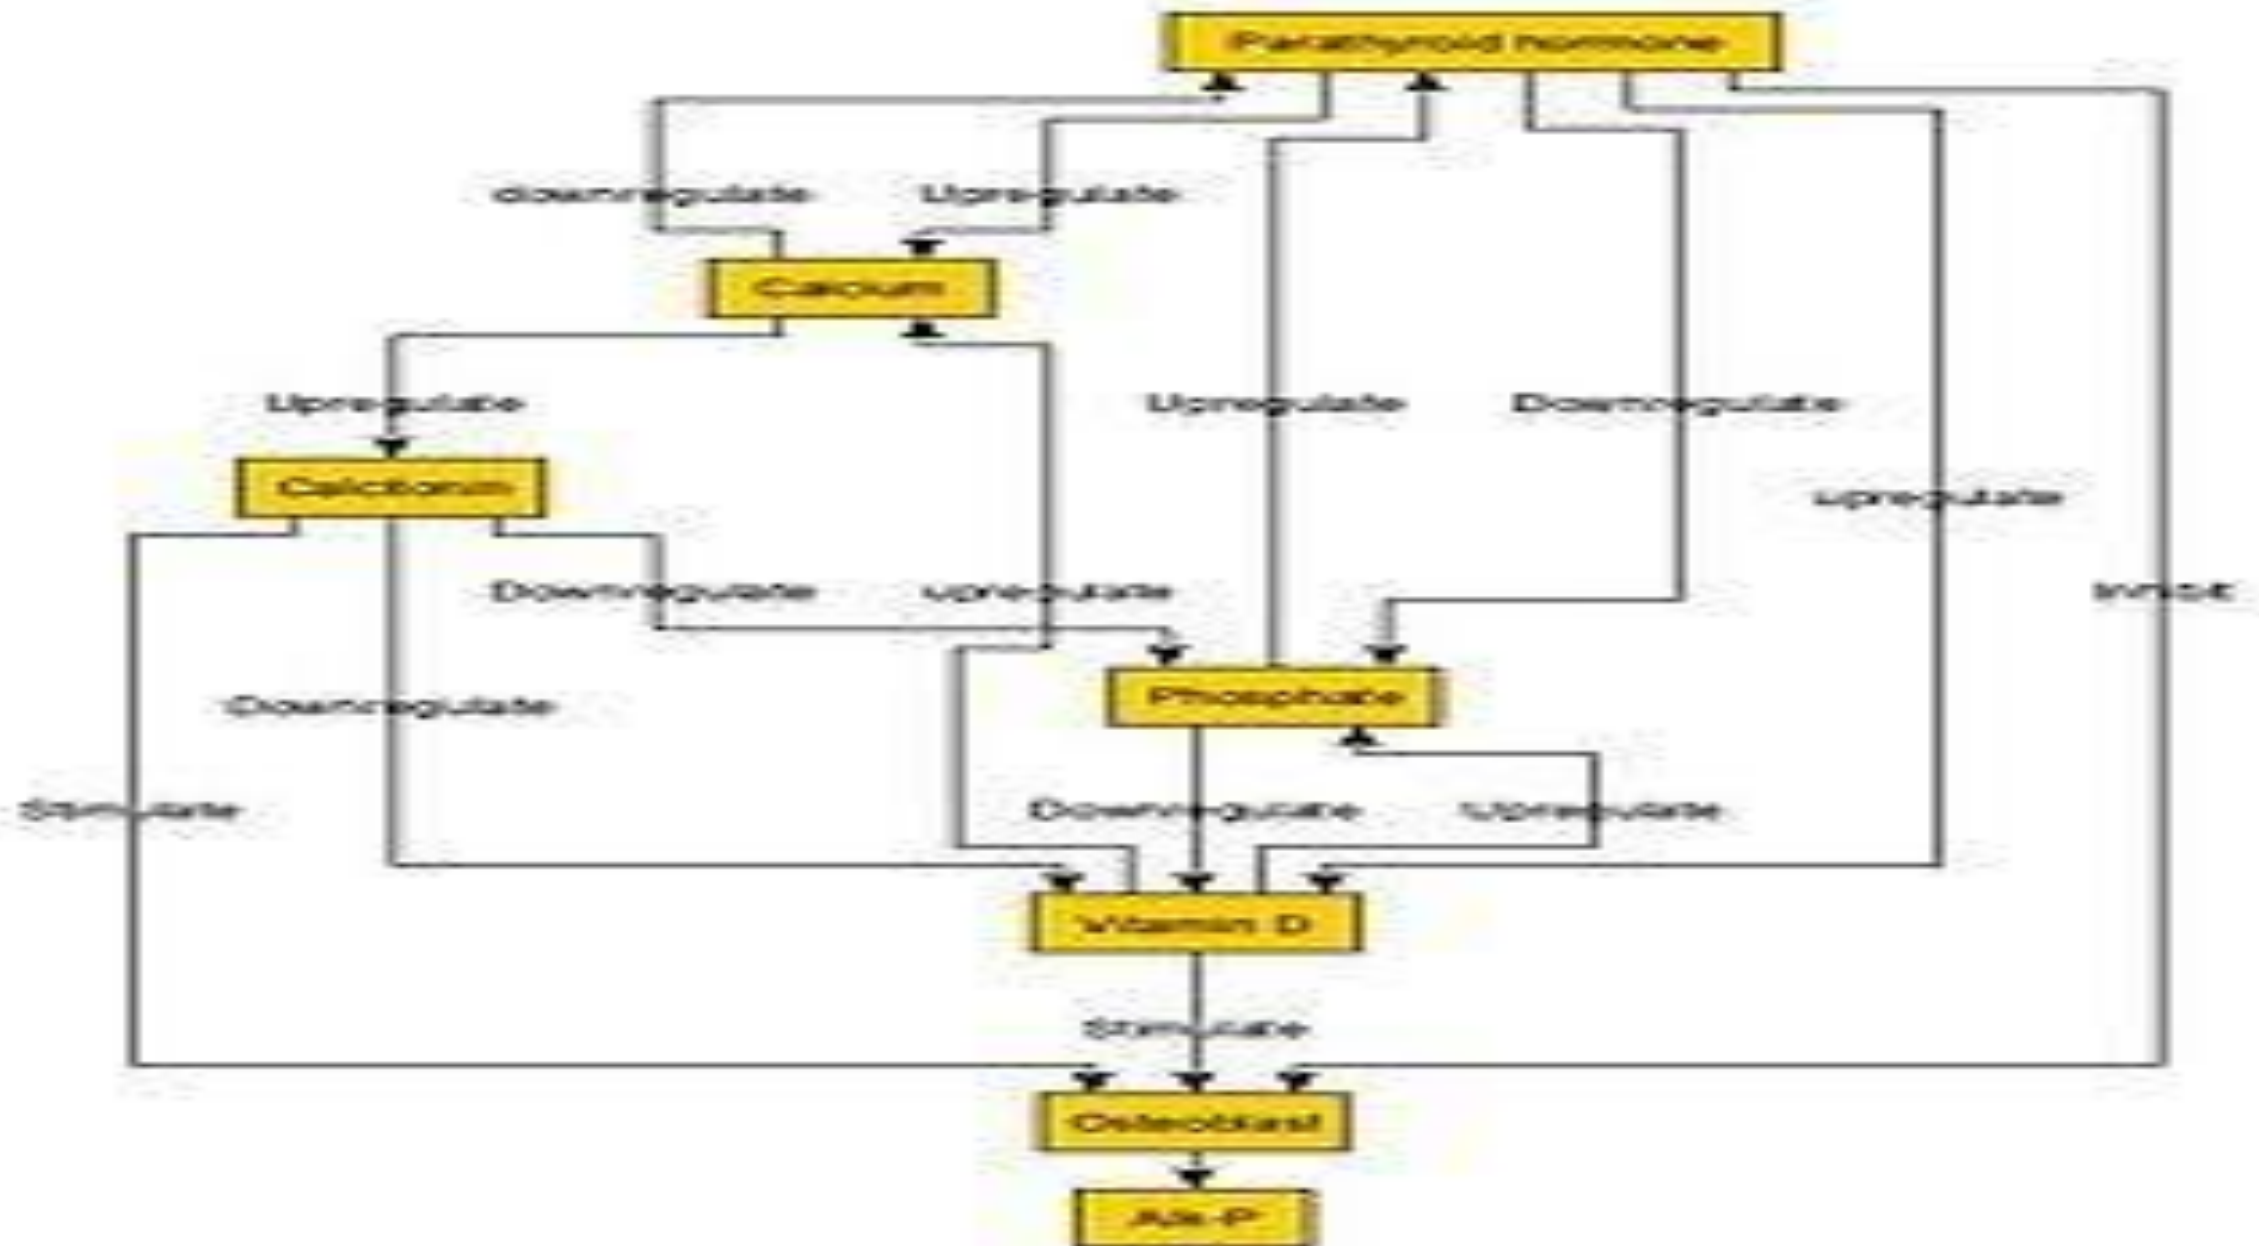 Parathyroid hormone
downregulate Upregulate
Calcium
Upregulate Upregulate Downregulate
Calcitonin
upregulate
Downregulate upregulate Inhibit
Phosphate
Downregulate
Stimulate Downregulate Upregulate
Vitamin D
Stimulate
Osteoblast
Alk-P